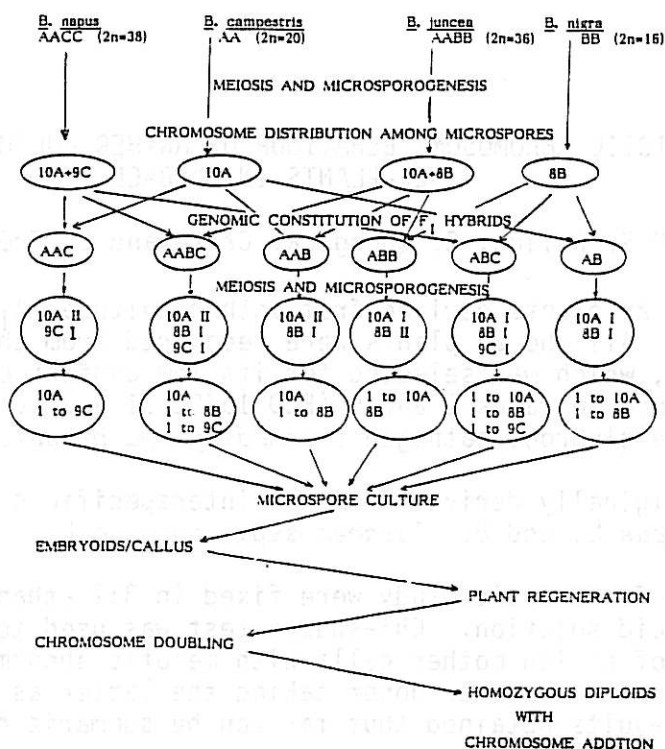 B. napus B. campestris B. juncea B. nigra
AACC (2n=38) AA (2n=20) AABB (2n=36) BB (2n=16)
MEIOSIS AND MICROSPOROGENESIS
CHROMOSOME DISTRIBUTION AMONG MICROSPORES
10A+9C 10A 10A+8B 8B
GENOMIC CONSTITUTION OF F1 HYBRIDS
AAC AABC AAB ABB ABC AB
MEIOSIS AND MICROSPOROGENESIS
10A II 10A II 10A II 10A I 10A I 10A I
9C I 8B I 8B I 8B II 8B I 8B I
9C I 9C I
10A 10A 10A 1 to 10A 1 to 10A 1 to 10A
1 to 9C 1 to 8B 1 to 8B 8B 1 to 8B 1 to 8B
1 to 9C 1 to 9C
MICROSPORE CULTURE
EMBRYOIDS/CALLUS
PLANT REGENERATION
CHROMOSOME DOUBLING
HOMOZYGOUS DIPLOIDS
WITH
CHROMOSOME ADDTION